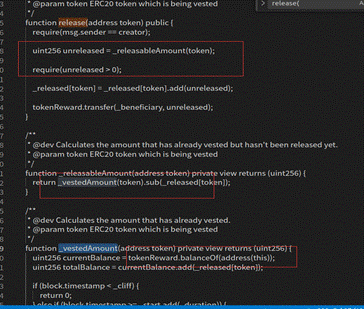 release(
* @param token ERC20 token which is being vested
*/
function release(address token) public {
require(msg.sender == creator);
uint256 unreleased = _releasableAmount(token);
require(unreleased > 0);
_released[token] = _released[token].add(unreleased);
tokenReward.transfer(_beneficiary, unreleased);
}
/**
* @dev Calculates the amount that has already vested but hasn't been released yet.
* @param token ERC20 token which is being vested
*/
function _releasableAmount(address token) private view returns (uint256) {
return _vestedAmount(token).sub(_released[token]);
}
/**
* @dev Calculates the amount that has already vested.
* @param token ERC20 token which is being vested
*/
function _vestedAmount(address token) private view returns (uint256) {
uint256 currentBalance = tokenReward.balanceOf(address(this));
uint256 totalBalance = currentBalance.add(_released[token]);
if (block.timestamp < _cliff) {
return 0;
} else if (block.timestamp >= _start.add(_duration)) {